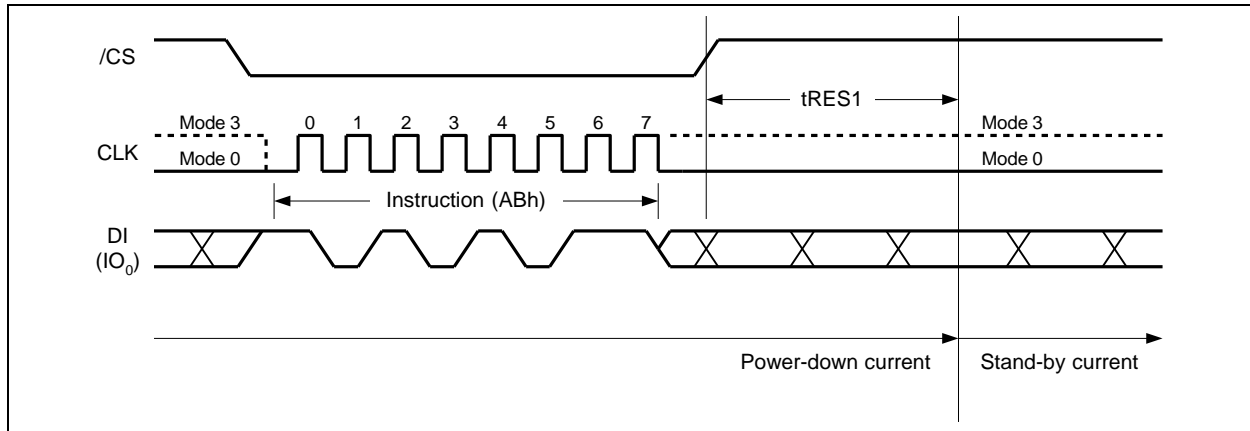 /CS
tRES1
Mode 3 0 1 2 3 4 5 6 7 Mode 3
CLK
Mode 0 Mode 0
Instruction (ABh)
DI
(IO₀)
Power-down current Stand-by current